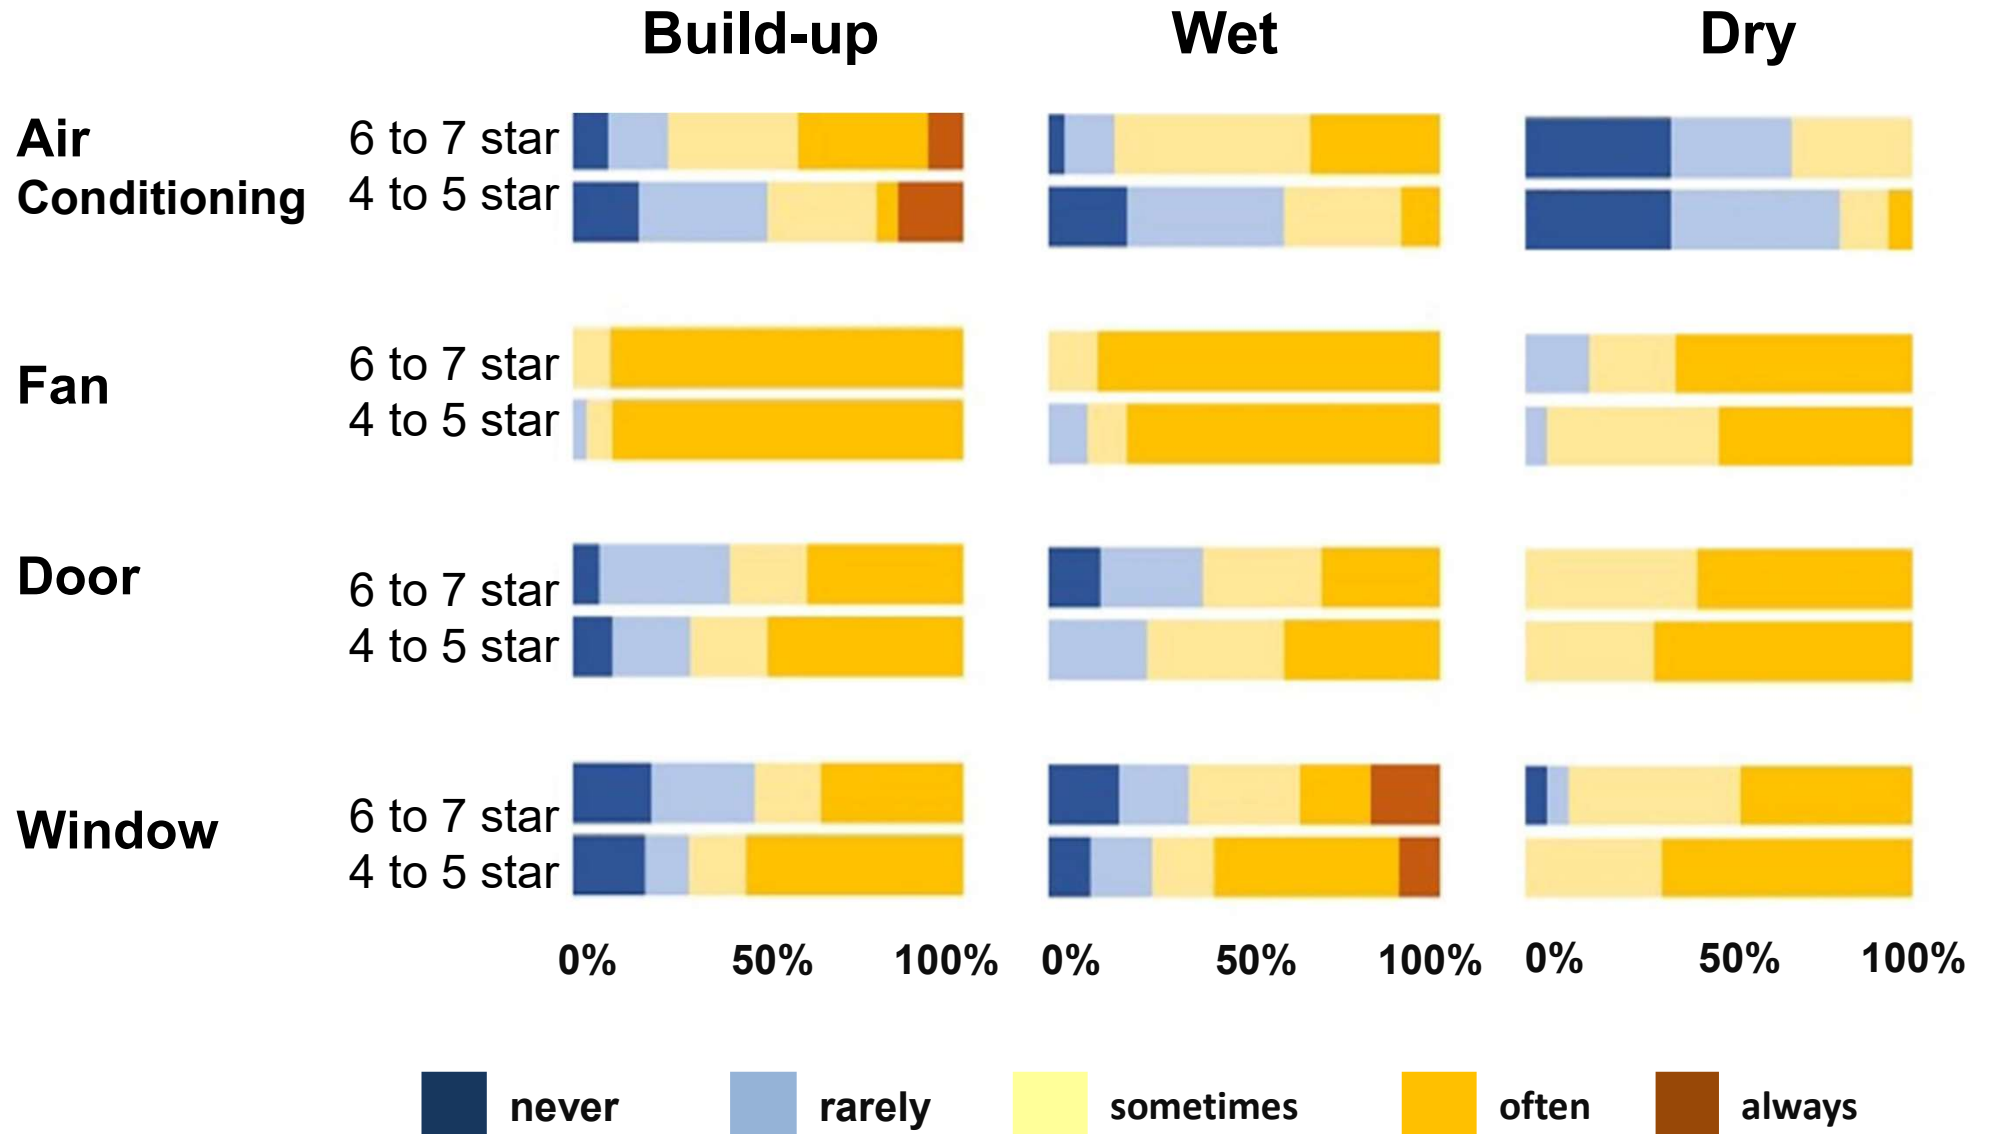 Build-up Wet Dry
Air
Conditioning
6 to 7 star
4 to 5 star
Fan
6 to 7 star
4 to 5 star
Door
6 to 7 star
4 to 5 star
Window
6 to 7 star
4 to 5 star
0% 50% 100% 0% 50% 100% 0% 50% 100%
never rarely sometimes often always